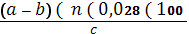 (a – b) ( n ( 0,028 ( 100
c